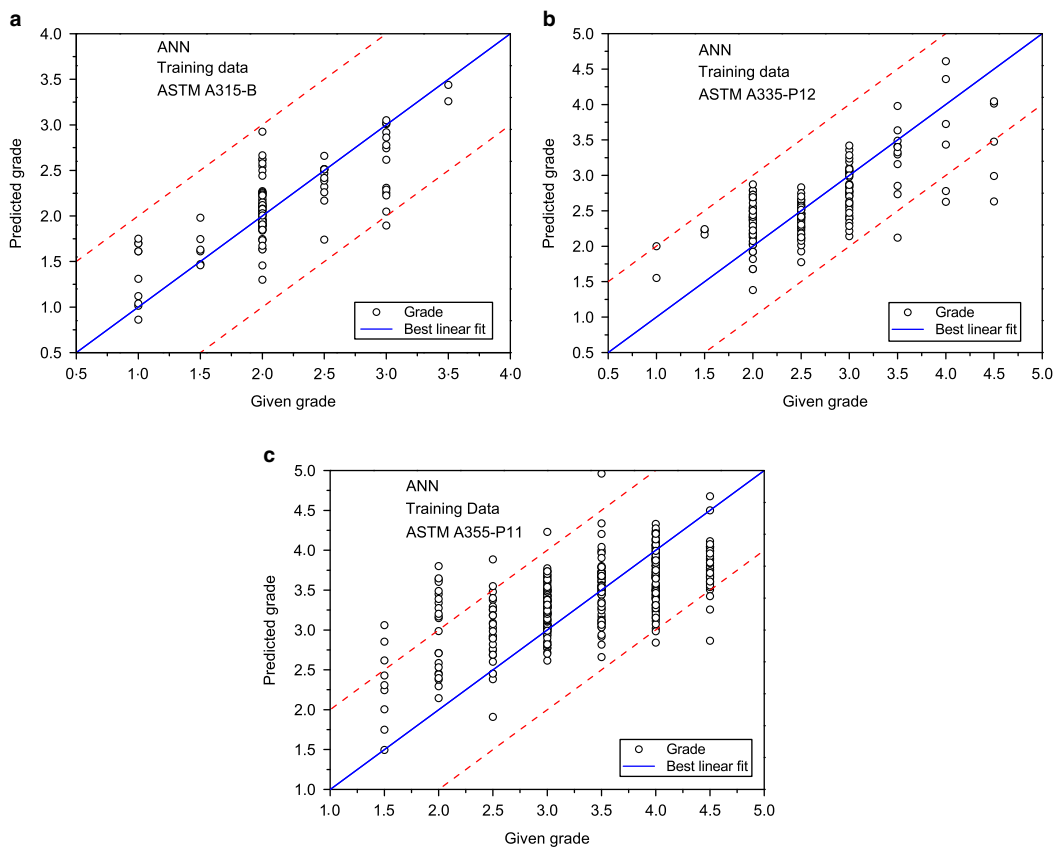 a
ANN
Training data
ASTM A315-B
4.0
3.5
3.0
2.5
2.0
1.5
1.0
0.5
Predicted grade
Grade
Best linear fit
0·5 1·0 1·5 2·0 2·5 3·0 3·5 4·0
Given grade
b
ANN
Training data
ASTM A335-P12
5.0
4.5
4.0
3.5
3.0
2.5
2.0
1.5
1.0
0.5
Predicted grade
Grade
Best linear fit
0.5 1.0 1.5 2.0 2.5 3.0 3.5 4.0 4.5 5.0
Given grade
c
ANN
Training Data
ASTM A355-P11
5.0
4.5
4.0
3.5
3.0
2.5
2.0
1.5
1.0
Predicted grade
Grade
Best linear fit
1.0 1.5 2.0 2.5 3.0 3.5 4.0 4.5 5.0
Given grade